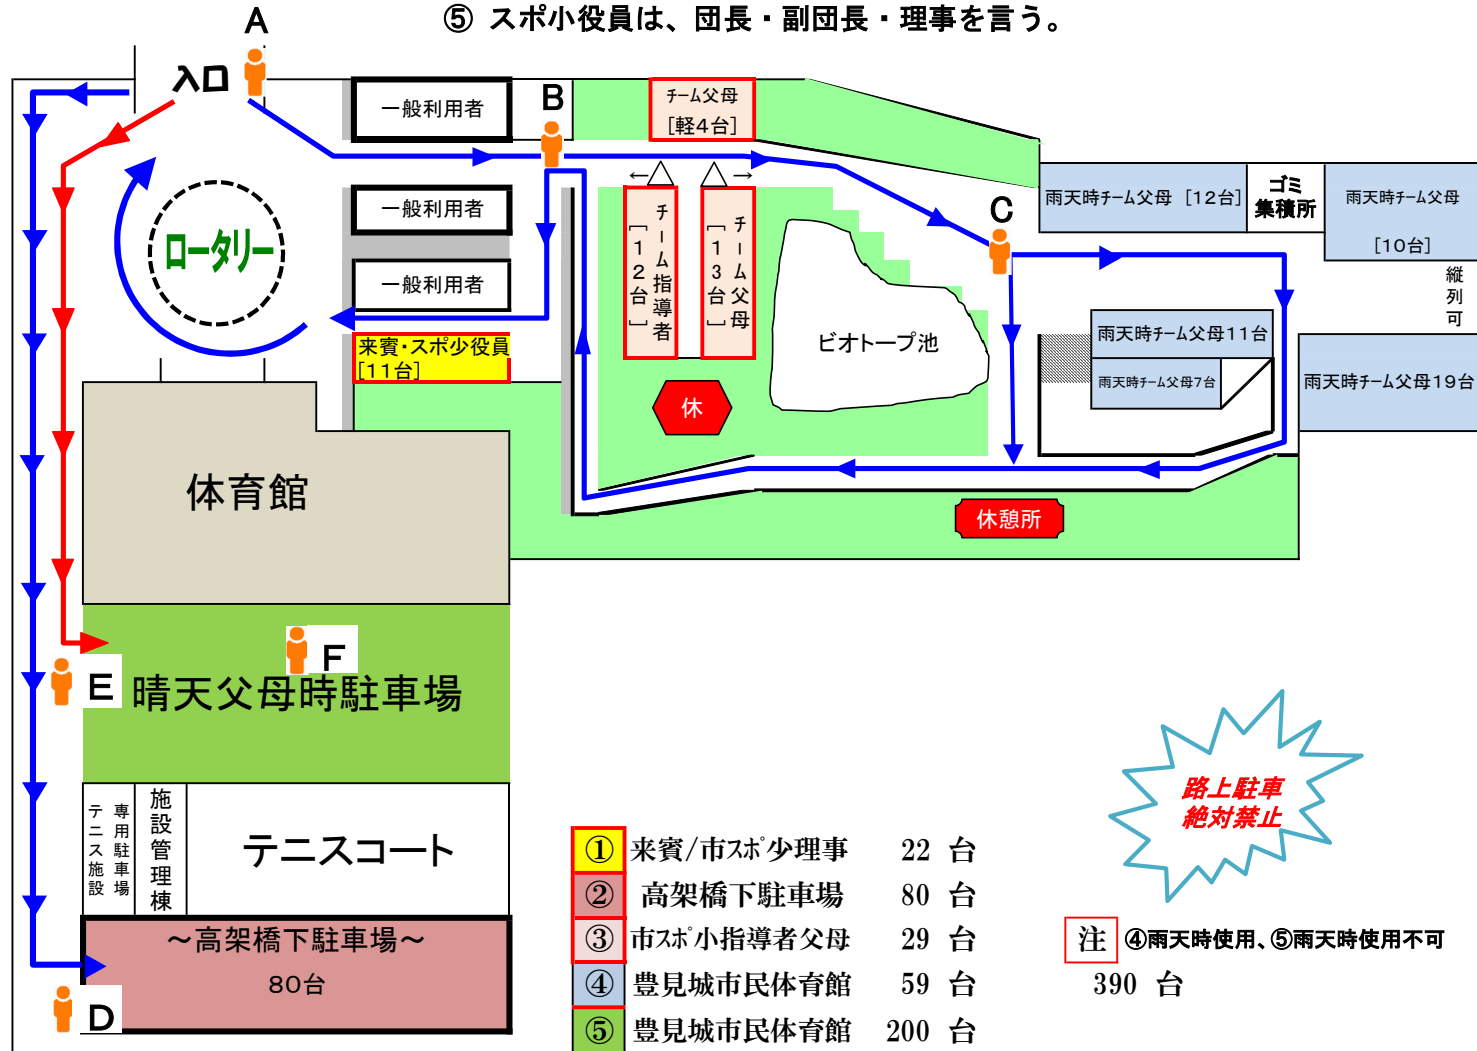 ⑤ スポ小役員は、団長・副団長・理事を言う。
A
入口
一般利用者
B
チーム父母
[軽4台]
一般利用者
ロータリー
一般利用者
来賓・スポ少役員
[11台]
←
→
チーム指導者
[12台]
チーム父母
[13台]
C
雨天時チーム父母 [12台]
ゴミ
集積所
雨天時チーム父母
[10台]
縦列可
ビオトープ池
雨天時チーム父母11台
雨天時チーム父母7台
雨天時チーム父母19台
休
休憩所
体育館
F
E
晴天父母時駐車場
テニス施設
専用駐車場
施設管理棟
テニスコート
~高架橋下駐車場~
80台
D
① 来賓/市スポ少理事 22 台
② 高架橋下駐車場 80 台
③ 市スポ小指導者父母 29 台
④ 豊見城市民体育館 59 台
⑤ 豊見城市民体育館 200 台
路上駐車
絶対禁止
注 ④雨天時使用、⑤雨天時使用不可
390 台